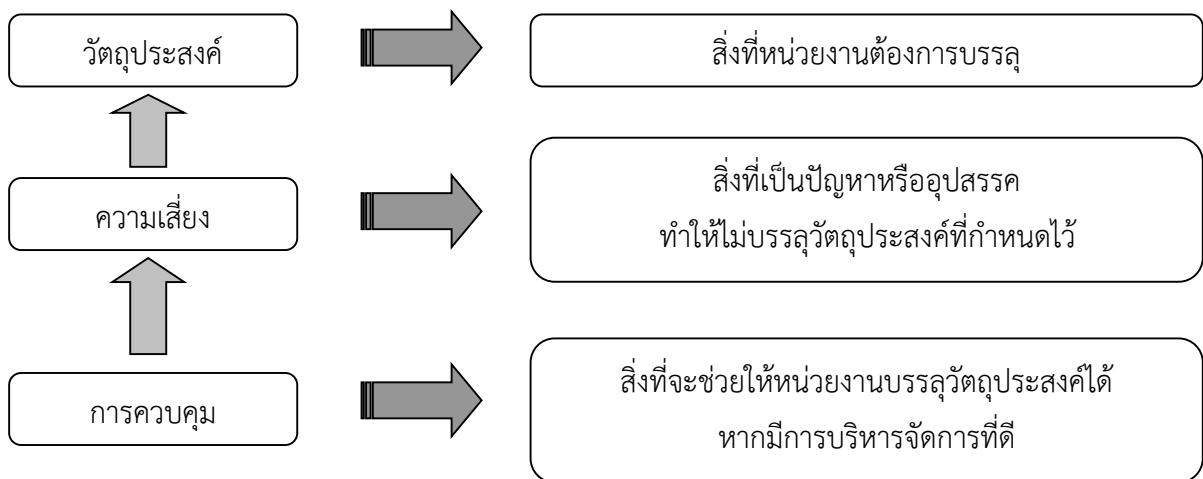 วัตถุประสงค์
สิ่งที่หน่วยงานต้องการบรรลุ
ความเสี่ยง
สิ่งที่เป็นปัญหาหรืออุปสรรค
ทำให้ไม่บรรลุวัตถุประสงค์ที่กำหนดไว้
การควบคุม
สิ่งที่จะช่วยให้หน่วยงานบรรลุวัตถุประสงค์ได้
หากมีการบริหารจัดการที่ดี